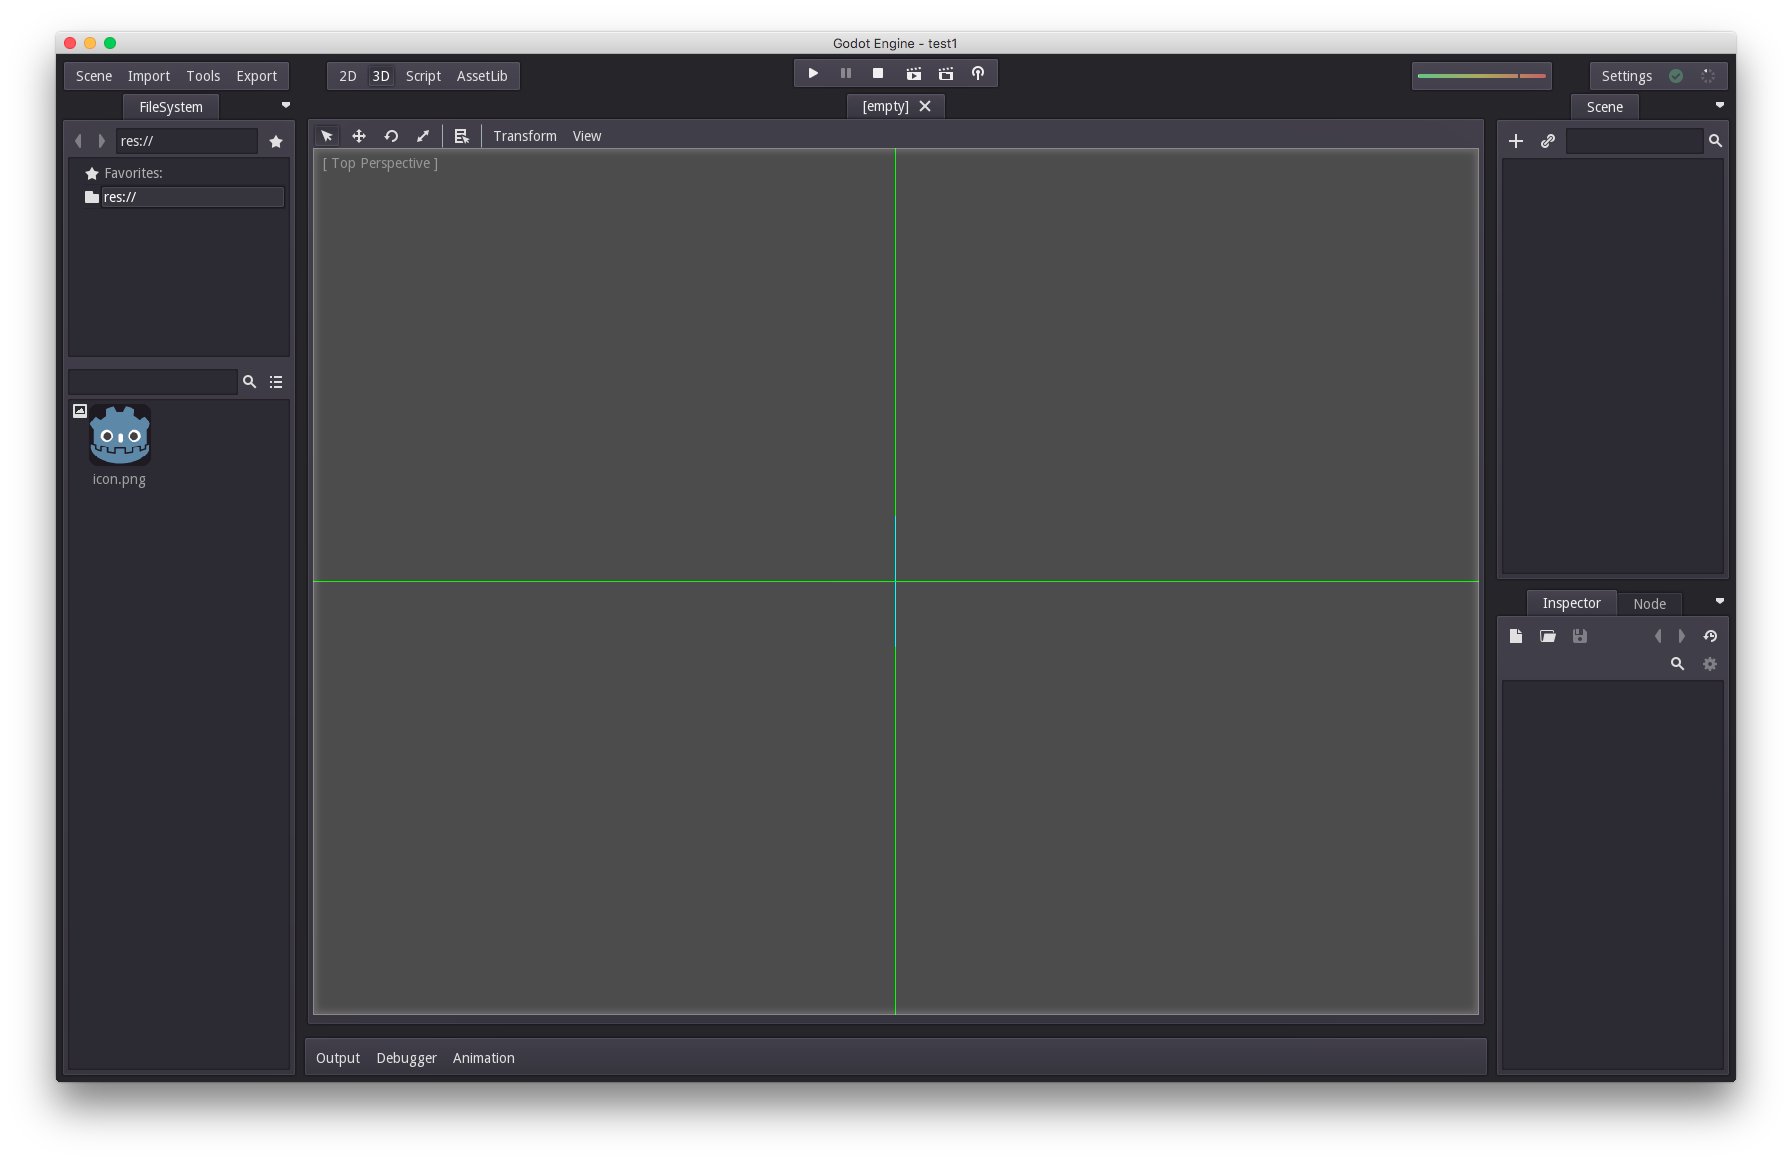 Godot Engine - test1
Scene Import Tools Export
2D 3D Script AssetLib
Settings
FileSystem
[empty]
Scene
res://
Transform View
[ Top Perspective ]
Favorites:
res://
icon.png
Inspector Node
Output Debugger Animation